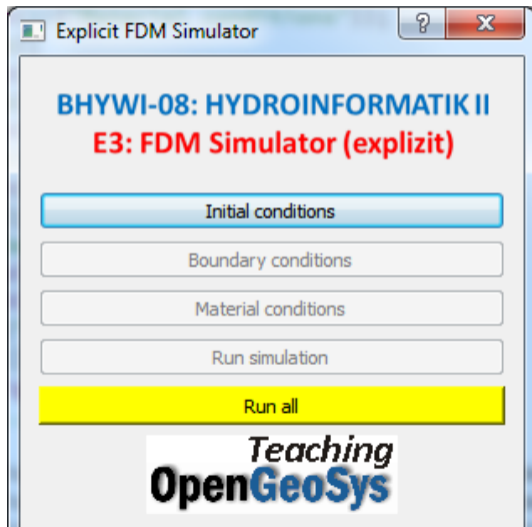 Explicit FDM Simulator
BHYWI-08: HYDROINFORMATIK II
E3: FDM Simulator (explizit)
Initial conditions
Boundary conditions
Material conditions
Run simulation
Run all
Teaching
OpenGeoSys